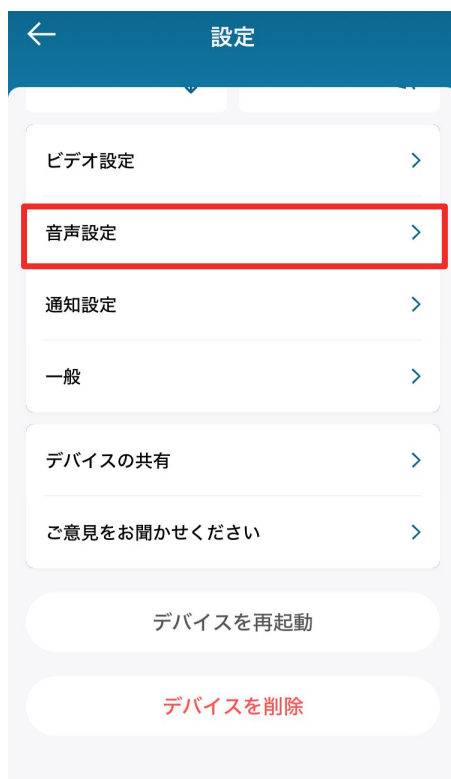 設定
ビデオ設定
音声設定
通知設定
一般
デバイスの共有
ご意見をお聞かせください
デバイスを再起動
デバイスを削除